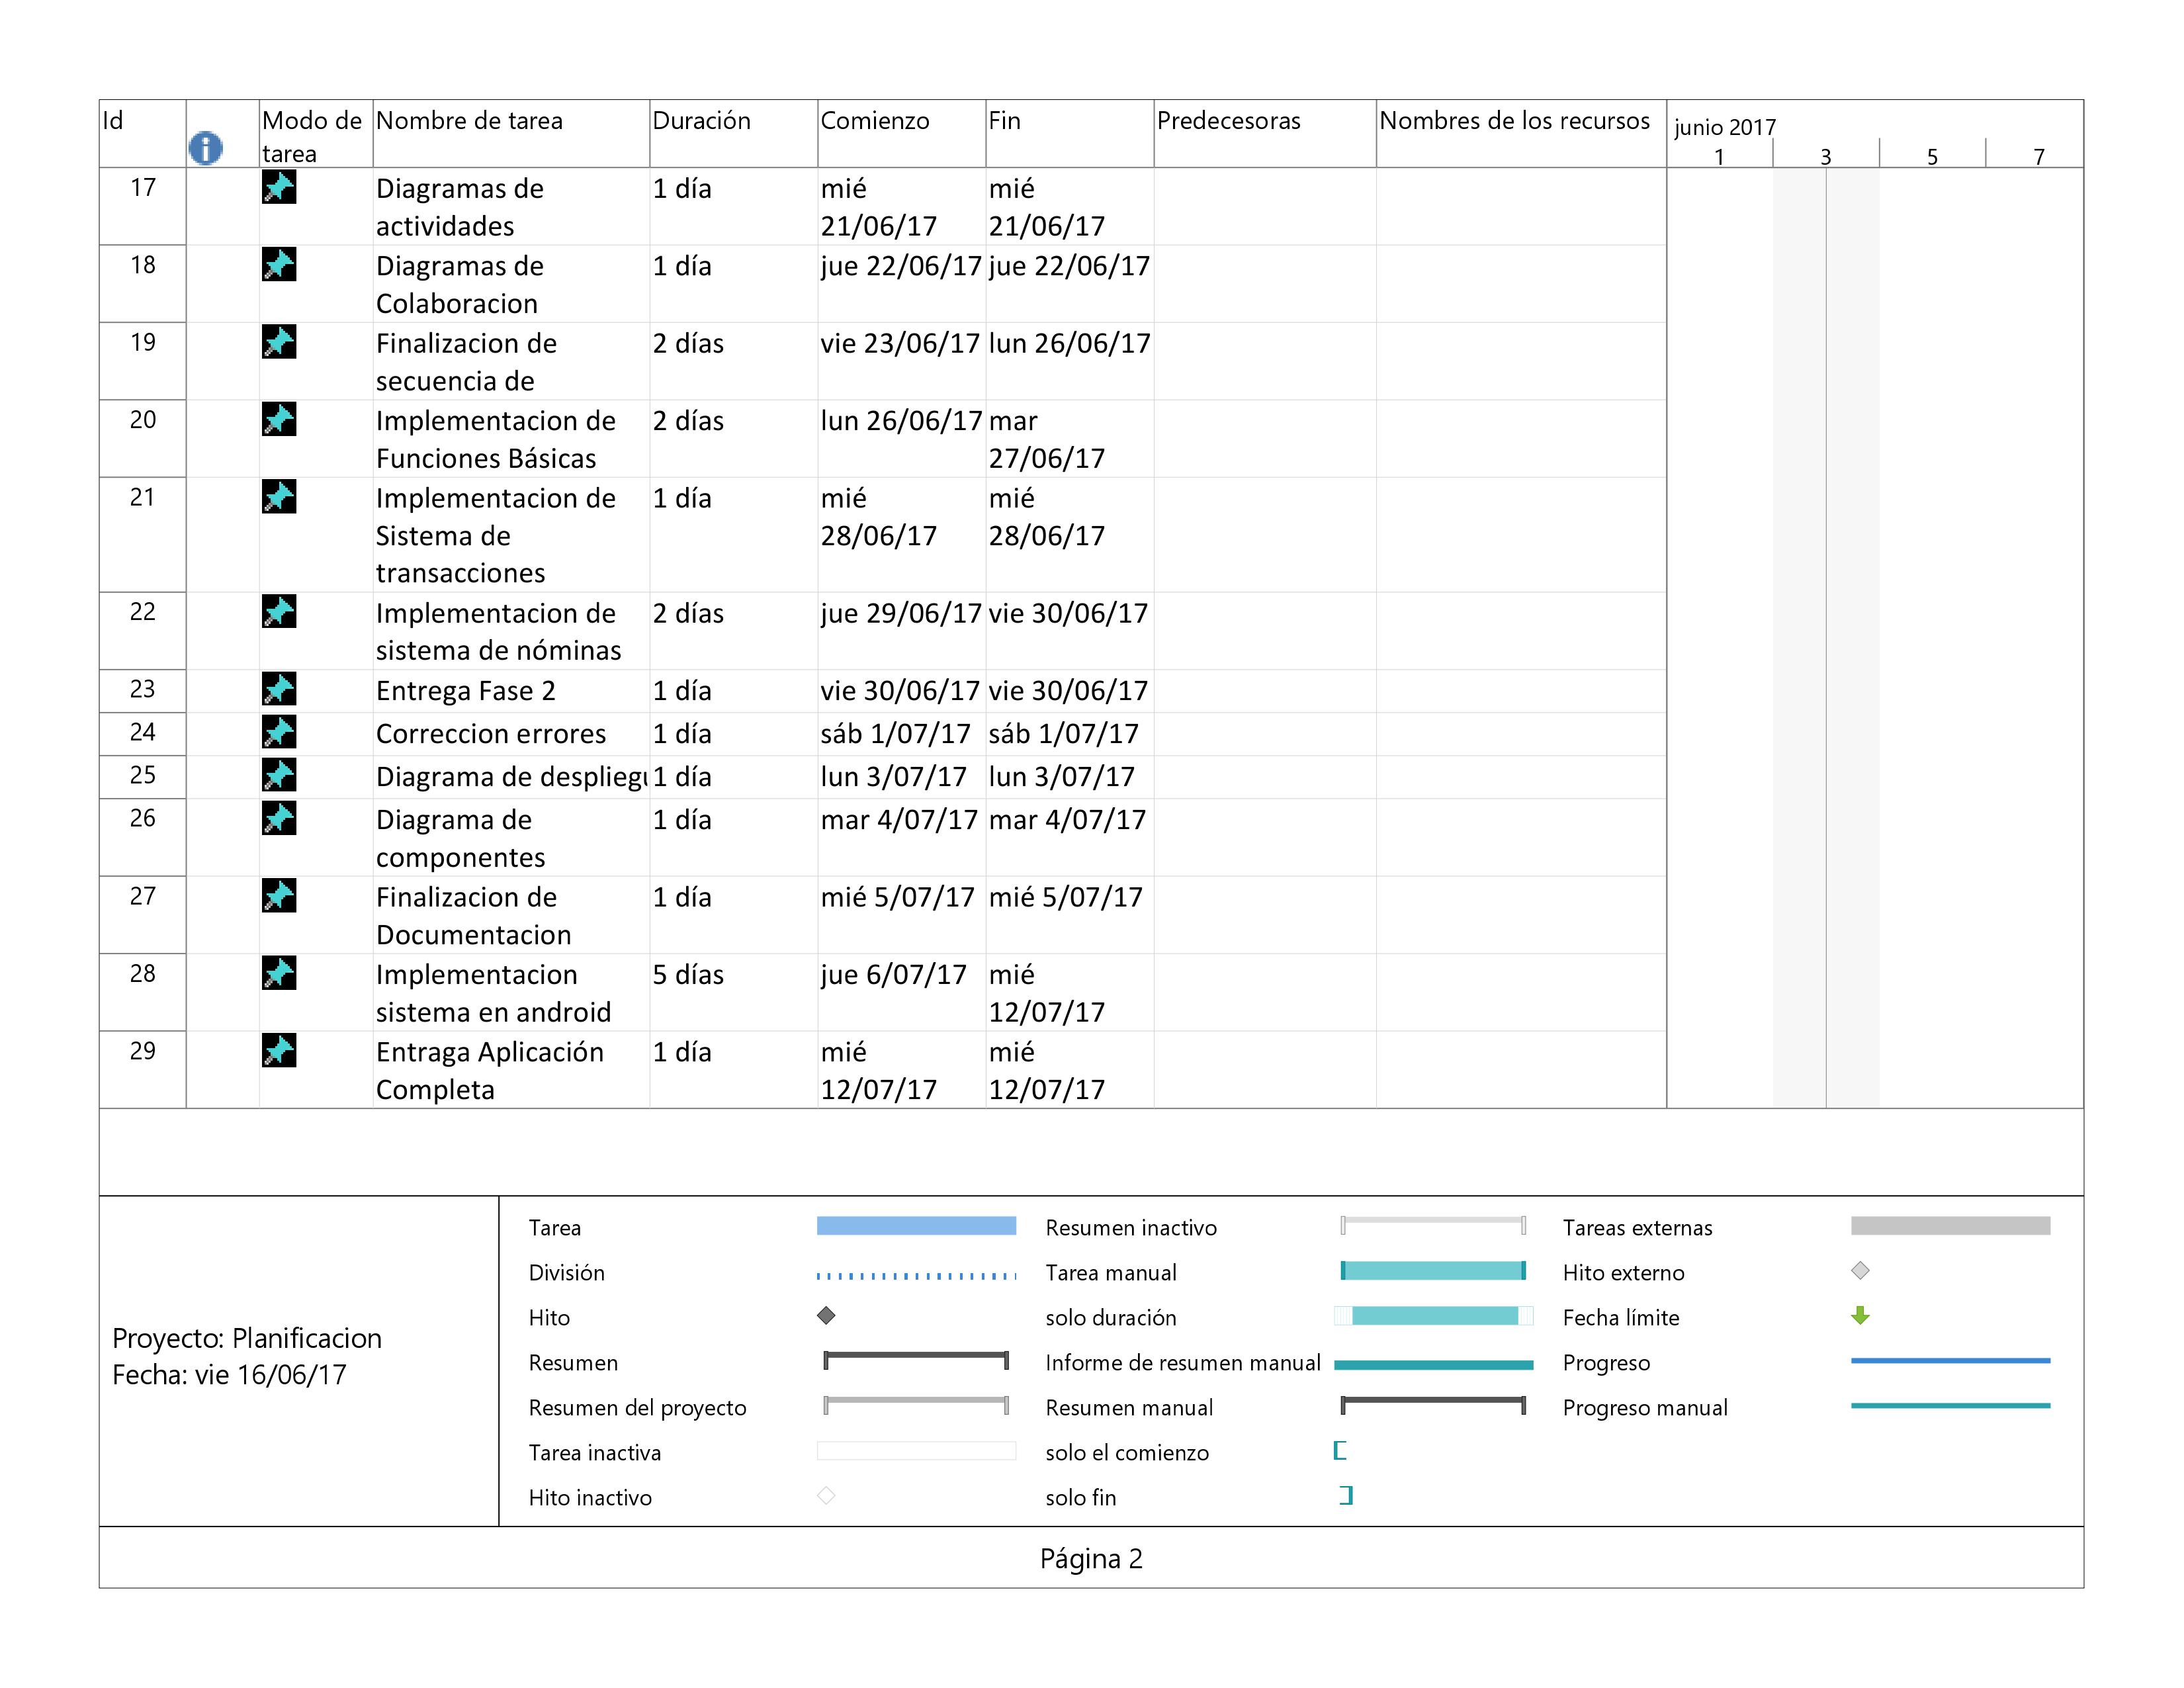 Id
Modo de tarea
Nombre de tarea
Duración
Comienzo
Fin
Predecesoras
Nombres de los recursos
junio 2017
1 3 5 7
17 Diagramas de 1 día mié mié
actividades 21/06/17 21/06/17
18 Diagramas de 1 día jue 22/06/17 jue 22/06/17
Colaboracion
19 Finalizacion de 2 días vie 23/06/17 lun 26/06/17
secuencia de
20 Implementacion de 2 días lun 26/06/17 mar
Funciones Básicas 27/06/17
21 Implementacion de 1 día mié mié
Sistema de 28/06/17 28/06/17
transacciones
22 Implementacion de 2 días jue 29/06/17 vie 30/06/17
sistema de nóminas
23 Entrega Fase 2 1 día vie 30/06/17 vie 30/06/17
24 Correccion errores 1 día sáb 1/07/17 sáb 1/07/17
25 Diagrama de despliegu 1 día lun 3/07/17 lun 3/07/17
26 Diagrama de 1 día mar 4/07/17 mar 4/07/17
componentes
27 Finalizacion de 1 día mié 5/07/17 mié 5/07/17
Documentacion
28 Implementacion 5 días jue 6/07/17 mié
sistema en android 12/07/17
29 Entraga Aplicación 1 día mié mié
Completa 12/07/17 12/07/17
Proyecto: Planificacion
Fecha: vie 16/06/17
Tarea
División
Hito
Resumen
Resumen del proyecto
Tarea inactiva
Hito inactivo
Resumen inactivo
Tarea manual
solo duración
Informe de resumen manual
Resumen manual
solo el comienzo
solo fin
Tareas externas
Hito externo
Fecha límite
Progreso
Progreso manual
Página 2